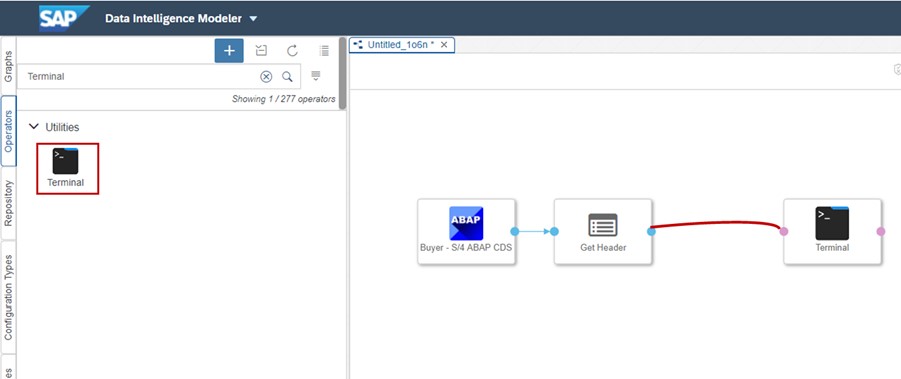 SAP
Data Intelligence Modeler
Untitled_1o6n *
Terminal
Showing 1 / 277 operators
Utilities
>_
Terminal
Graphs
Operators
Repository
Configuration Types
ABAP
Buyer - S/4 ABAP CDS
Get Header
>_
Terminal